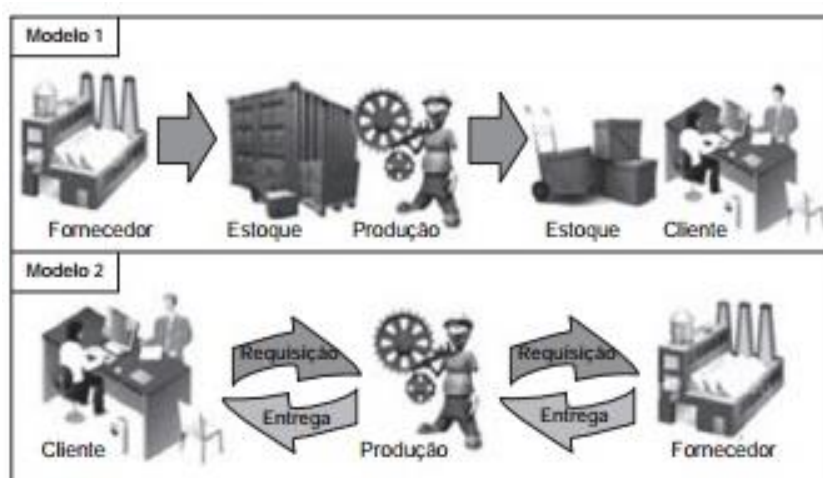 Modelo 1
Fornecedor Estoque Produção Estoque Cliente
Modelo 2
Requisição Requisição
Entrega Entrega
Cliente Produção Fornecedor